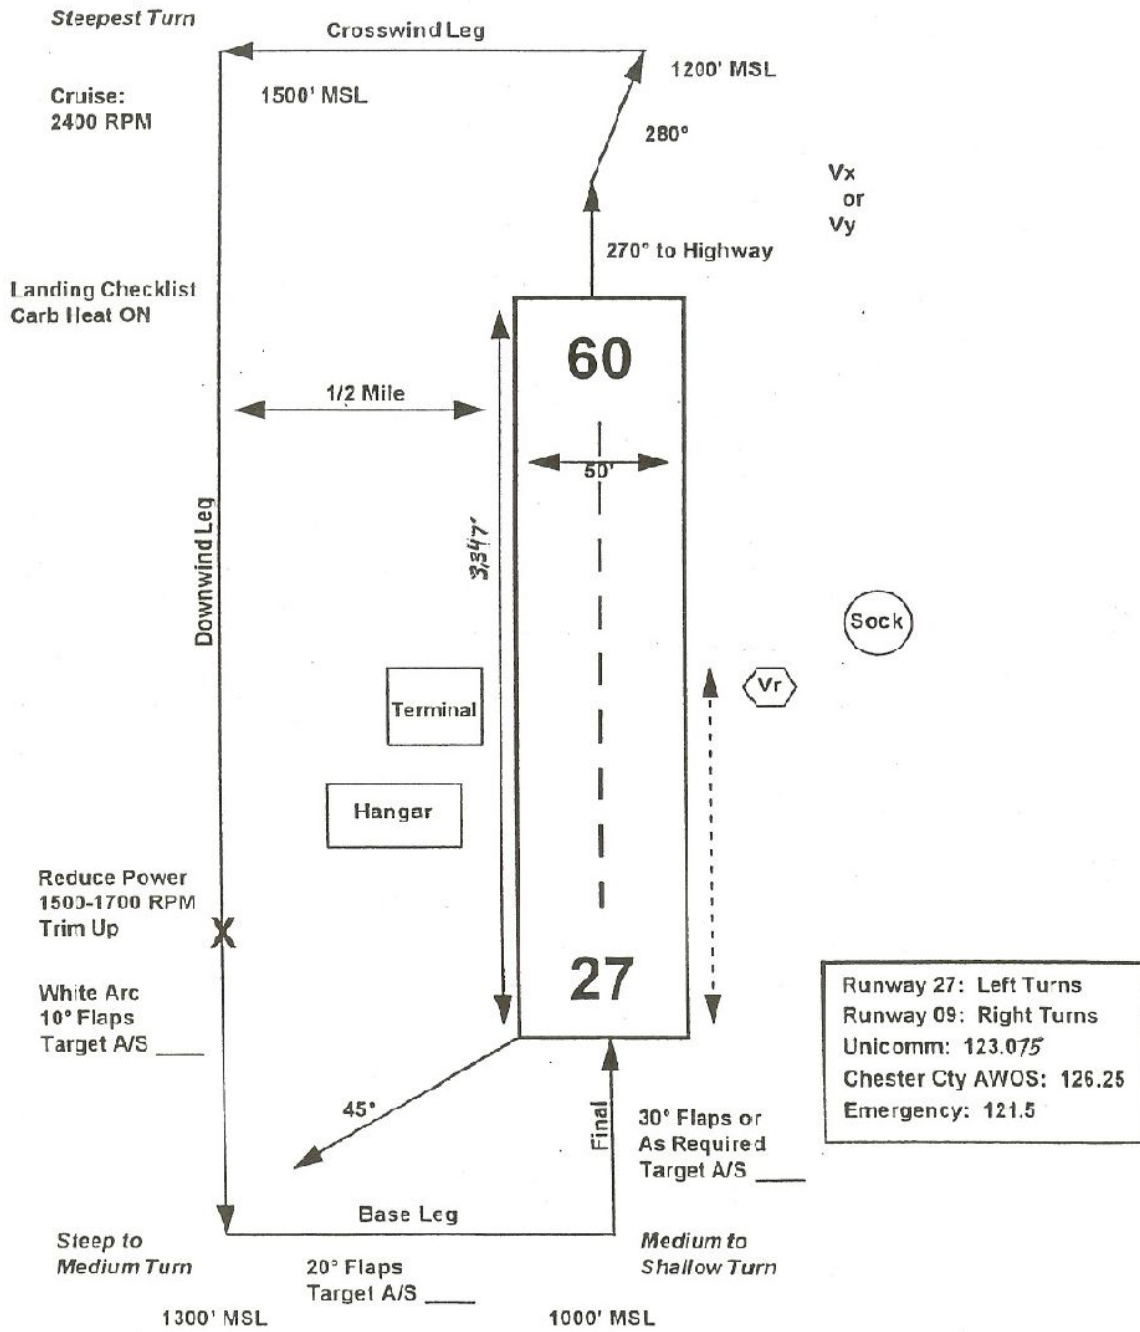 Steepest Turn
Crosswind Leg
1200' MSL
Cruise:
2400 RPM
1500' MSL
280°
Vx
or
Vy
270° to Highway
Landing Checklist
Carb Heat ON
60
1/2 Mile
50'
Downwind Leg
3,347'
Sock
Vr
Terminal
Hangar
Reduce Power
1500-1700 RPM
Trim Up
X
27
White Arc
10° Flaps
Target A/S ____
Runway 27: Left Turns
Runway 09: Right Turns
Unicomm: 123.075
Chester Cty AWOS: 126.25
Emergency: 121.5
45°
Final
30° Flaps or
As Required
Target A/S ____
Base Leg
Steep to
Medium Turn
Medium to
Shallow Turn
20° Flaps
Target A/S ____
1300' MSL
1000' MSL